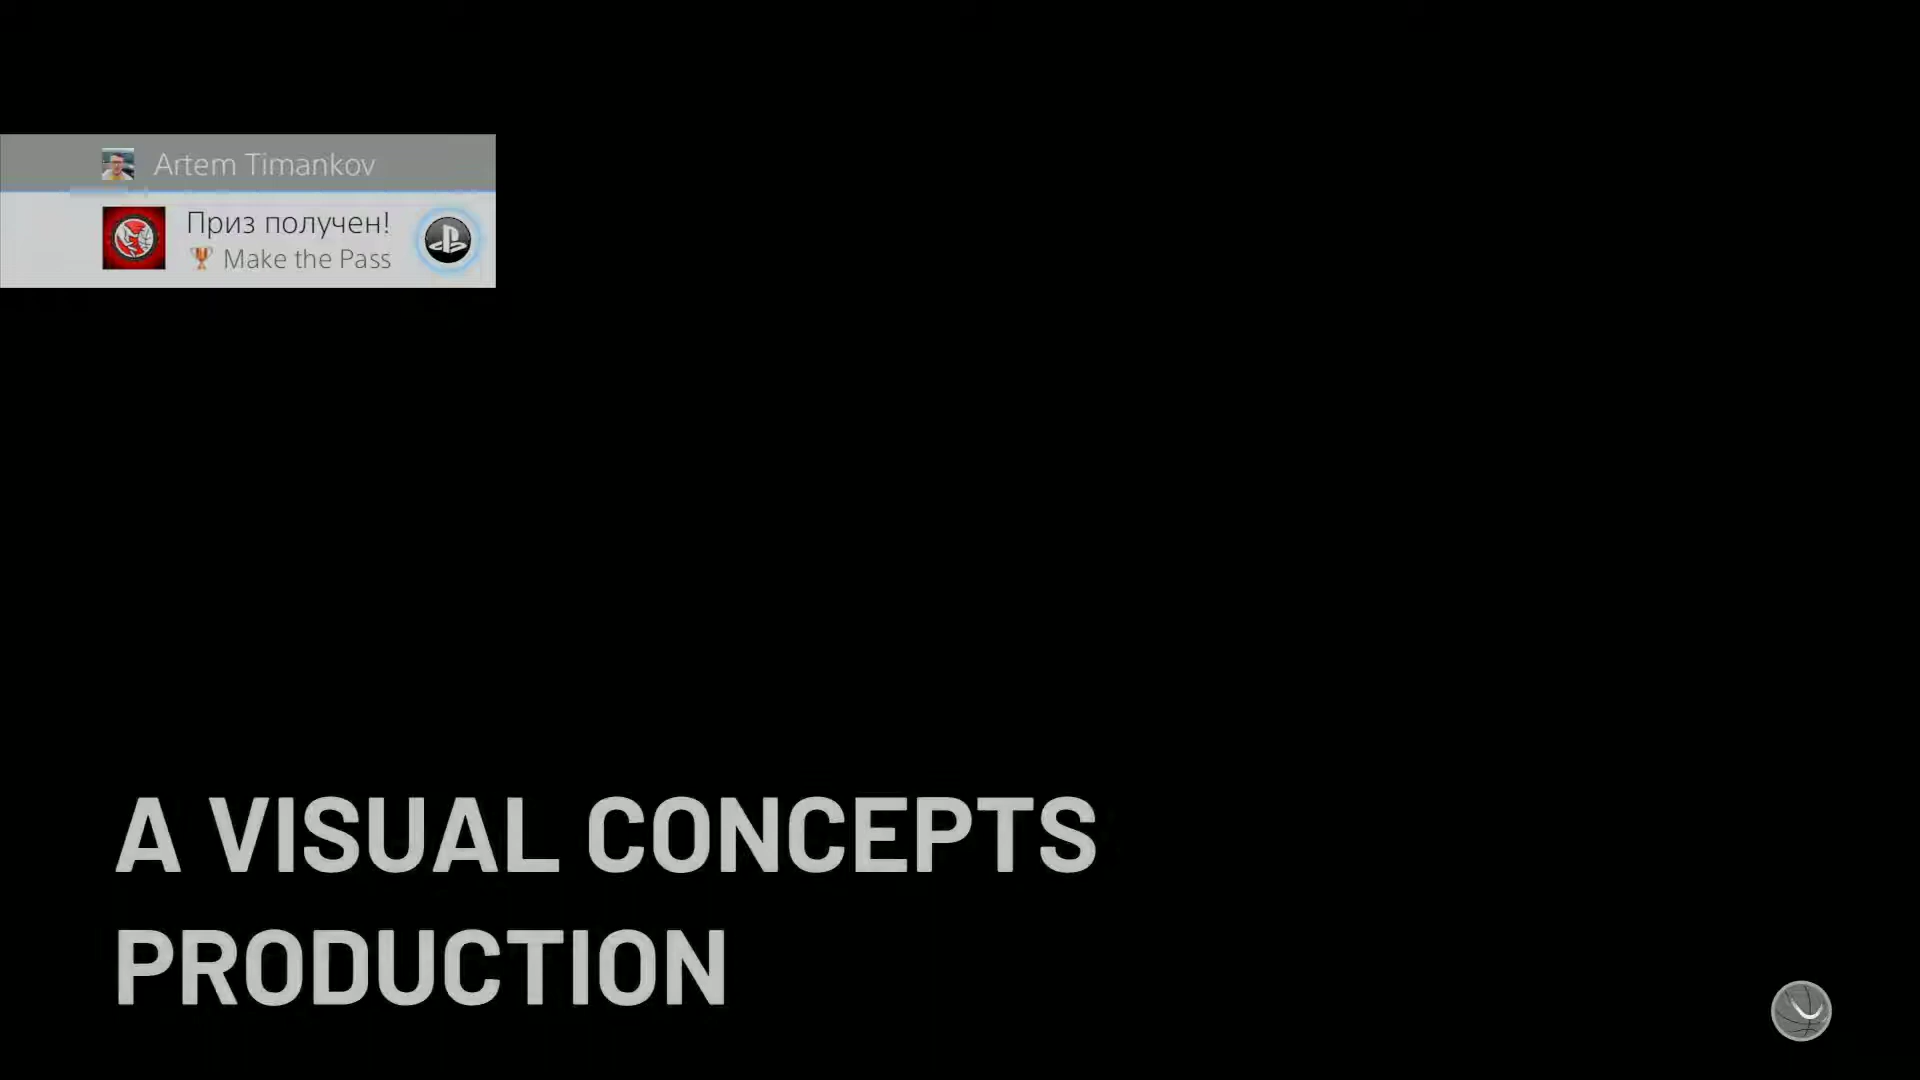 Artem Timankov
Приз получен!
Make the Pass
A VISUAL CONCEPTS
PRODUCTION